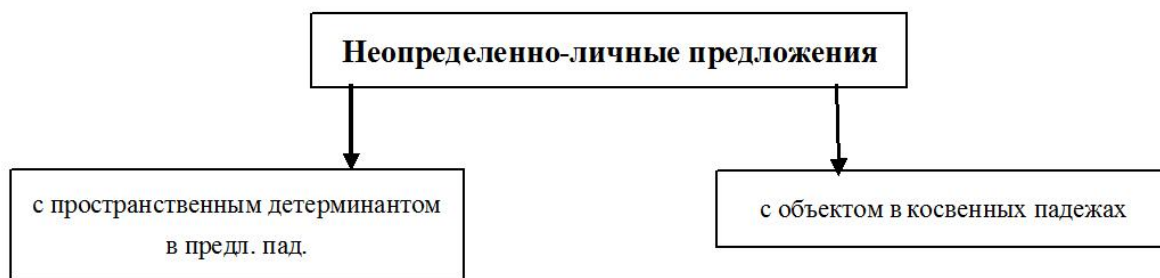 Неопределенно-личные предложения
с пространственным детерминантом
в предл. пад.
с объектом в косвенных падежах